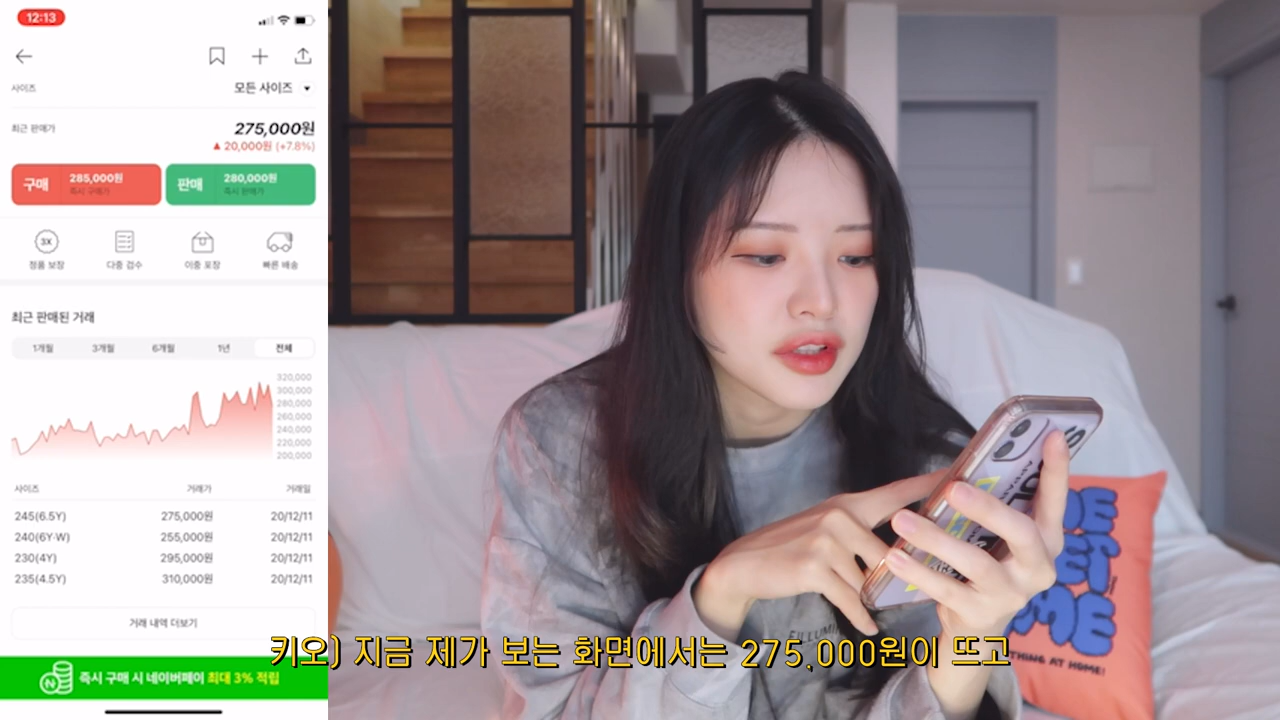 12:13
사이즈
모든 사이즈
최근 판매가
275,000원
▲ 20,000원 (+7.8%)
구매 285,000원
즉시 구매가
판매 280,000원
즉시 판매가
3X
정품 보장 다중 검수 이중 포장 빠른 배송
최근 판매된 거래
1개월 3개월 6개월 1년 전체
320,000
300,000
280,000
260,000
240,000
220,000
200,000
사이즈 거래가 거래일
245(6.5Y) 275,000원 20/12/11
240(6Y-W) 255,000원 20/12/11
230(4Y) 295,000원 20/12/11
235(4.5Y) 310,000원 20/12/11
거래 내역 더보기
N 즉시 구매 시 네이버페이 최대 3% 적립
키오) 지금 제가 보는 화면에서는 275,000원이 뜨고
THING AT HOME!